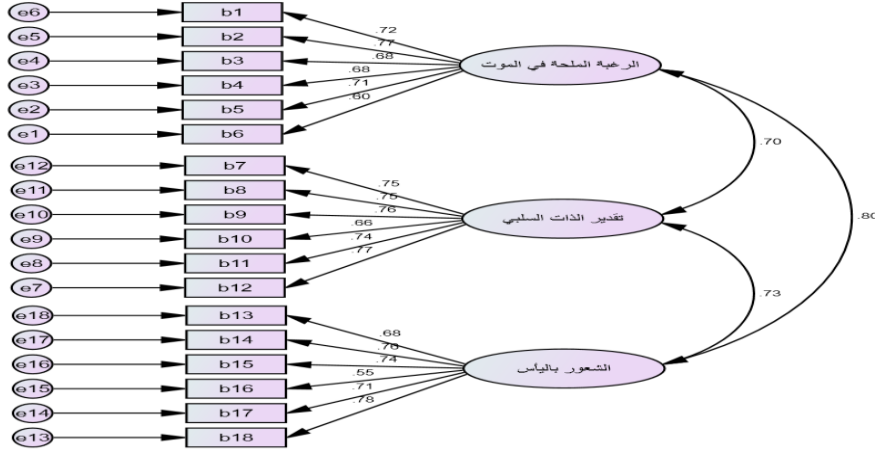 e6 b1 .72
e5 b2 .77
e4 b3 .68
e3 b4 .68
e2 b5 .71
e1 b6 .60
الرغبة الملحة في الموت
.70
e12 b7 .75
e11 b8 .75
e10 b9 .76
e9 b10 .66
e8 b11 .74
e7 b12 .77
تقدير الذات السلبي
.80
.73
e18 b13 .68
e17 b14 .76
e16 b15 .74
e15 b16 .55
e14 b17 .71
e13 b18 .78
الشعور باليأس